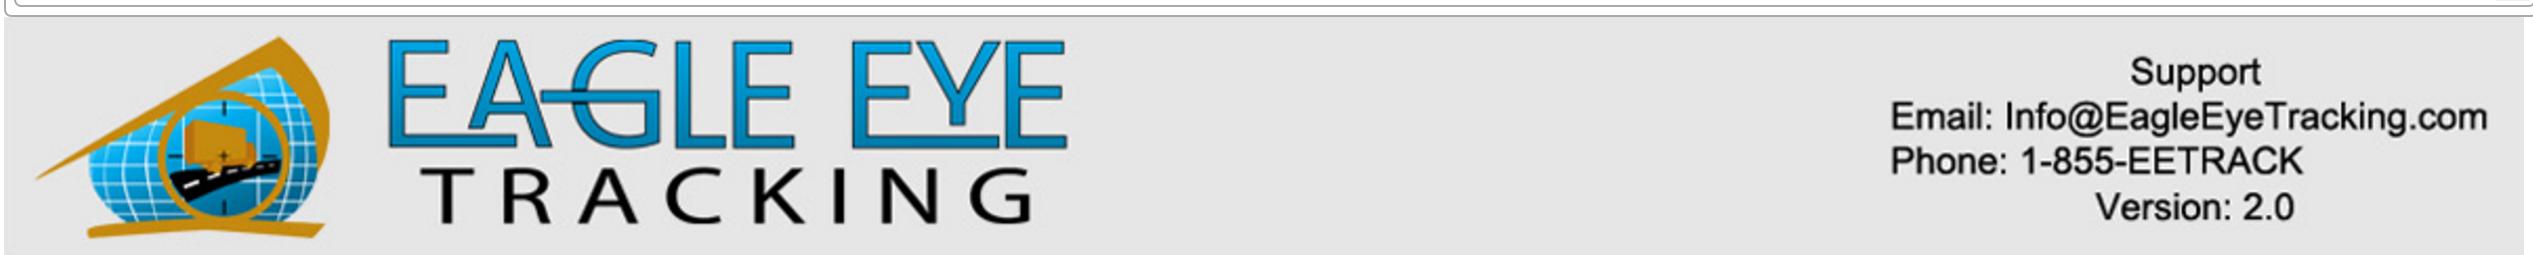 EAGLE EYE
TRACKING
Support
Email: Info@EagleEyeTracking.com
Phone: 1-855-EETRACK
Version: 2.0